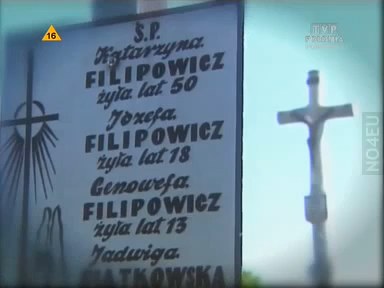 16
TVP
Ś.P.
Katarzyna
FILIPOWICZ
żyła lat 50
Józefa
FILIPOWICZ
żyła lat 18
Genowefa
FILIPOWICZ
żyła lat 13
Jadwiga
NO4EU